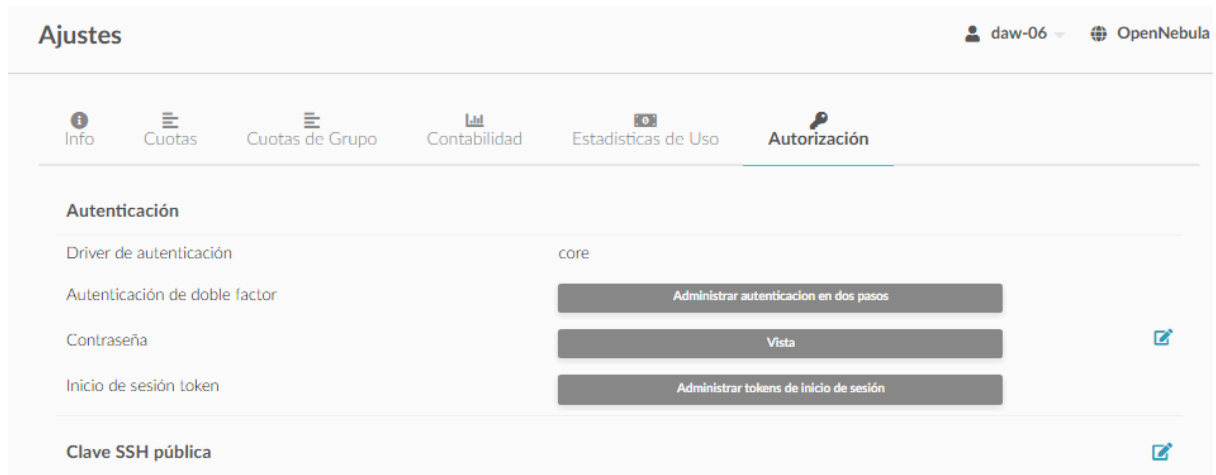 Ajustes
daw-06
OpenNebula
Info
Cuotas
Cuotas de Grupo
Contabilidad
Estadisticas de Uso
Autorización
Autenticación
Driver de autenticación
core
Autenticación de doble factor
Administrar autenticacion en dos pasos
Contraseña
Vista
Inicio de sesión token
Administrar tokens de inicio de sesión
Clave SSH pública